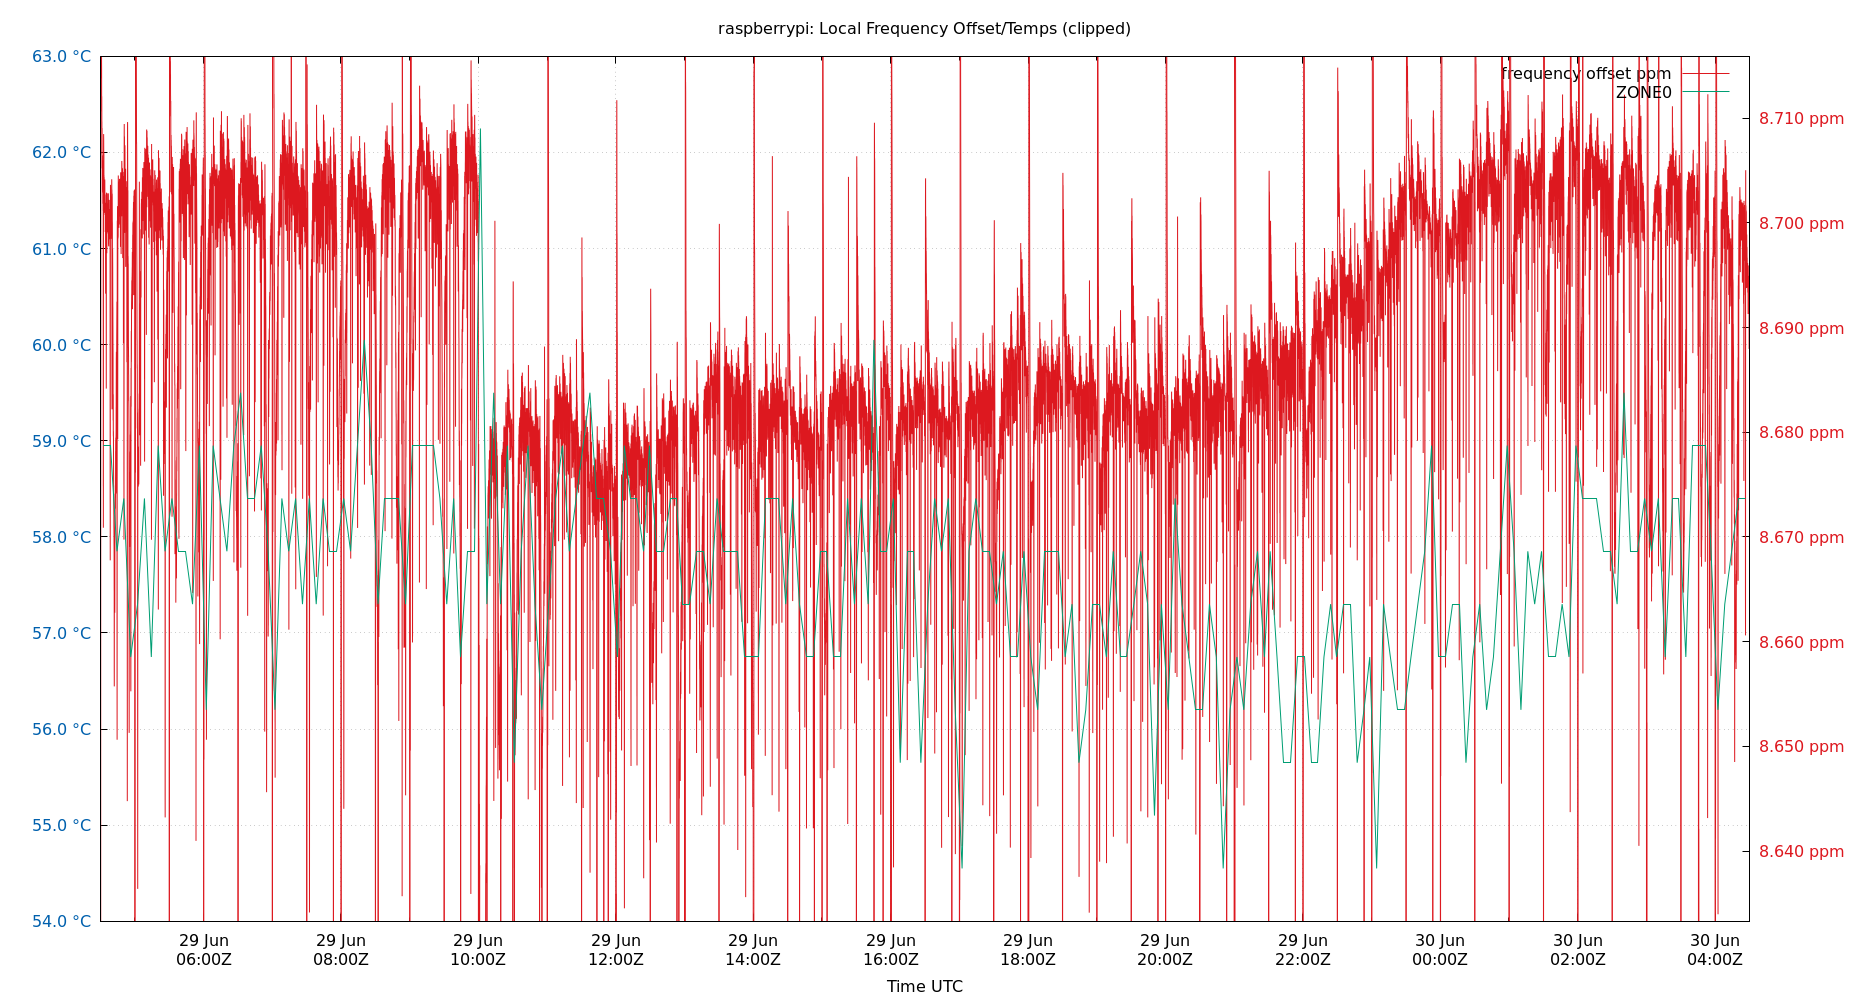 raspberrypi: Local Frequency Offset/Temps (clipped)
63.0 °C
62.0 °C
61.0 °C
60.0 °C
59.0 °C
58.0 °C
57.0 °C
56.0 °C
55.0 °C
54.0 °C
frequency offset ppm
ZONE0
8.710 ppm
8.700 ppm
8.690 ppm
8.680 ppm
8.670 ppm
8.660 ppm
8.650 ppm
8.640 ppm
29 Jun
06:00Z
29 Jun
08:00Z
29 Jun
10:00Z
29 Jun
12:00Z
29 Jun
14:00Z
29 Jun
16:00Z
29 Jun
18:00Z
29 Jun
20:00Z
29 Jun
22:00Z
30 Jun
00:00Z
30 Jun
02:00Z
30 Jun
04:00Z
Time UTC